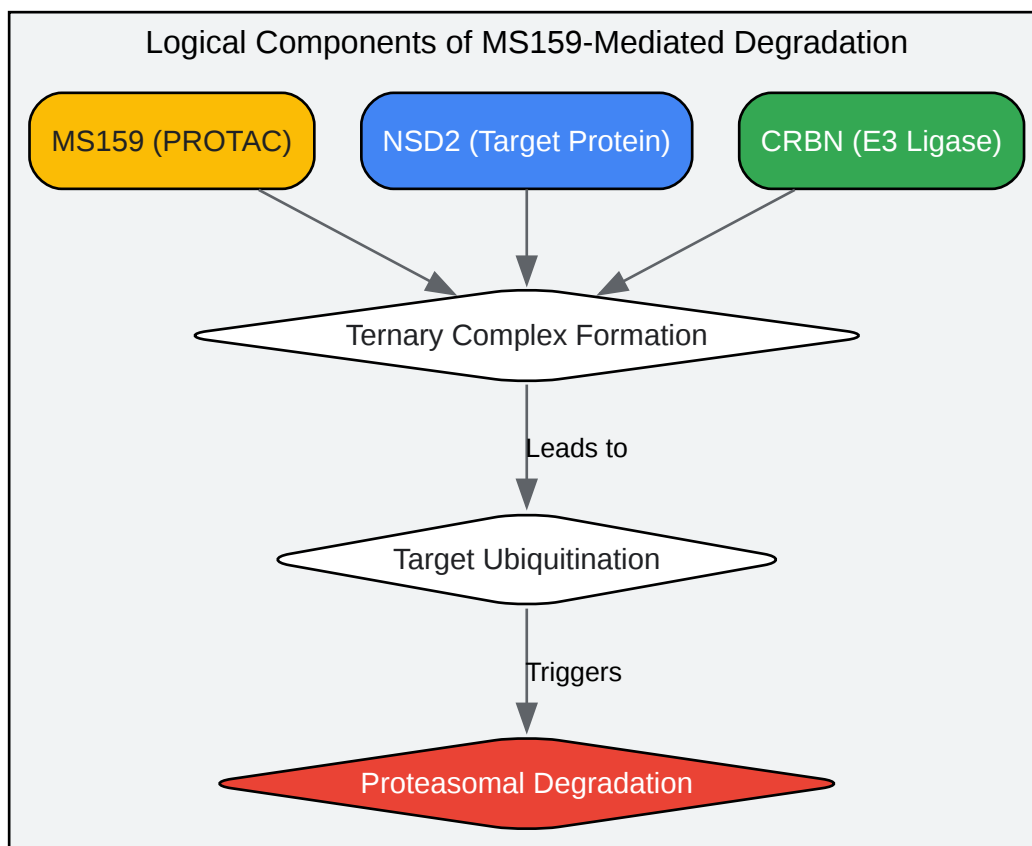 Logical Components of MS159-Mediated Degradation
MS159 (PROTAC)
NSD2 (Target Protein)
CRBN (E3 Ligase)
Ternary Complex Formation
Leads to
Target Ubiquitination
Triggers
Proteasomal Degradation